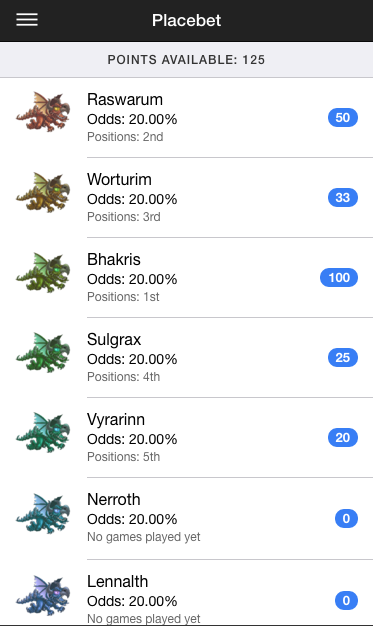 Placebet
POINTS AVAILABLE: 125
Raswarum
Odds: 20.00%
Positions: 2nd
50
Worturim
Odds: 20.00%
Positions: 3rd
33
Bhakris
Odds: 20.00%
Positions: 1st
100
Sulgrax
Odds: 20.00%
Positions: 4th
25
Vyrarinn
Odds: 20.00%
Positions: 5th
20
Nerroth
Odds: 20.00%
No games played yet
0
Lennalth
Odds: 20.00%
No games played yet
0